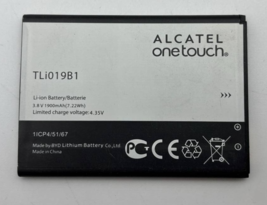 ALCATEL
onetouch
TLi019B1
Li-ion Battery/Batterie
3.8V 1900mAh(7.22Wh)
Limited charge voltage: 4.35V
1ICP4/51/67
Made by:BYD Lithium Battery Co.,Ltd.
Made in China